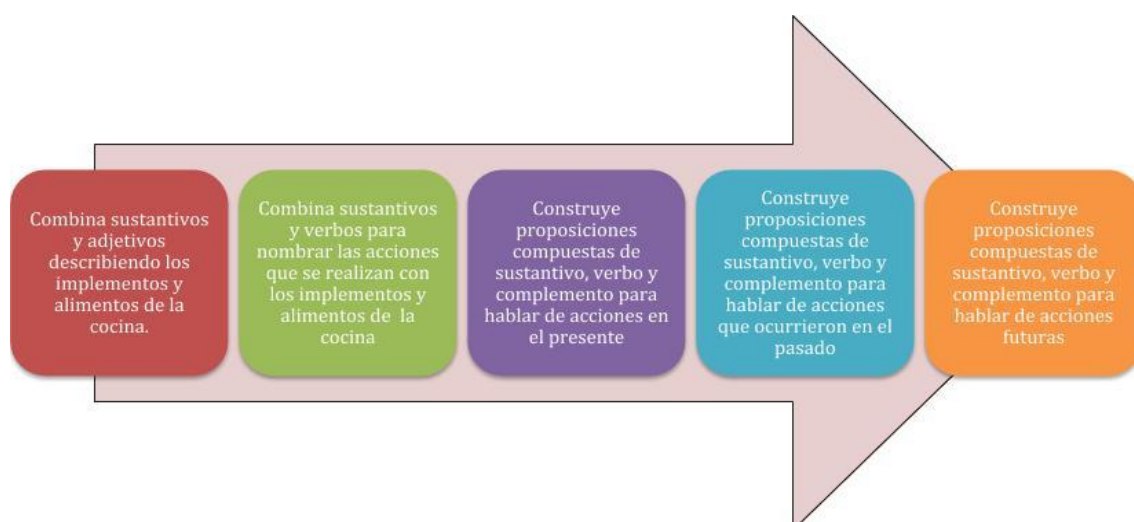 Combina sustantivos
y adjetivos
describiendo los
implementos y
alimentos de la
cocina.
Combina sustantivos
y verbos para
nombrar las acciones
que se realizan con
los implementos y
alimentos de  la
cocina
Construye
proposiciones
compuestas de
sustantivo, verbo y
complemento para
hablar de acciones en
el presente
Construye
proposiciones
compuestas de
sustantivo, verbo y
complemento para
hablar de acciones
que ocurrieron en el
pasado
Construye
proposiciones
compuestas de
sustantivo, verbo y
complemento para
hablar de acciones
futuras